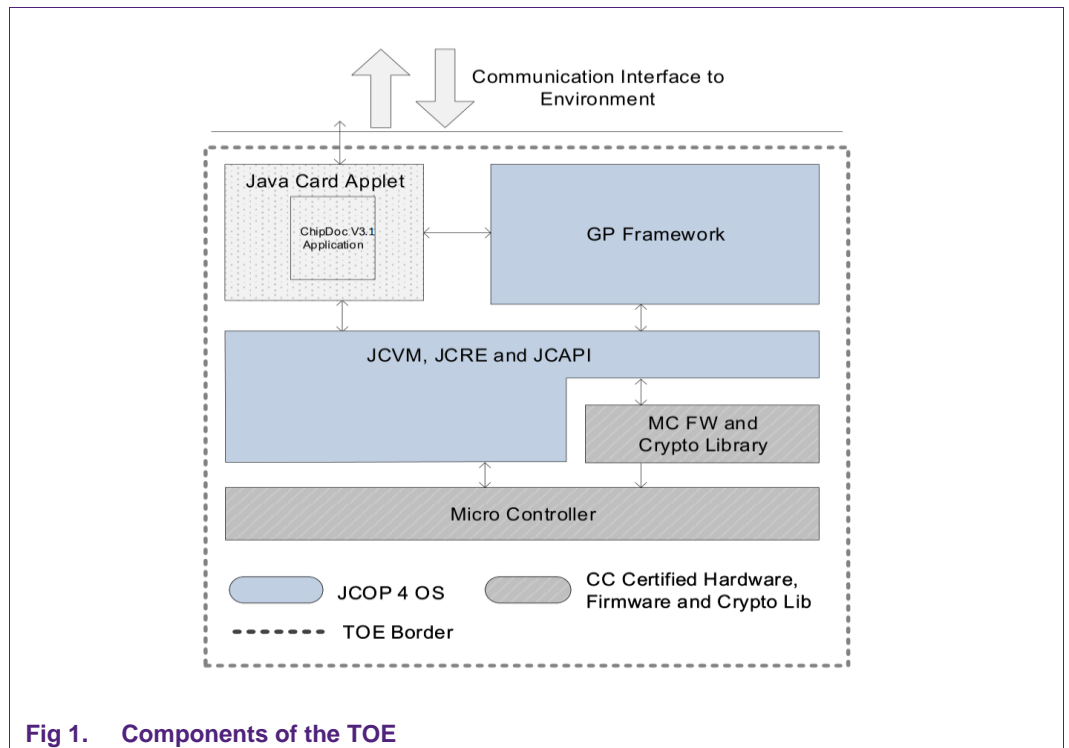 Communication Interface to
Environment
Java Card Applet
ChipDoc V3.1
Application
GP Framework
JCVM, JCRE and JCAPI
MC FW and
Crypto Library
Micro Controller
JCOP 4 OS
CC Certified Hardware,
Firmware and Crypto Lib
TOE Border
Fig 1. Components of the TOE